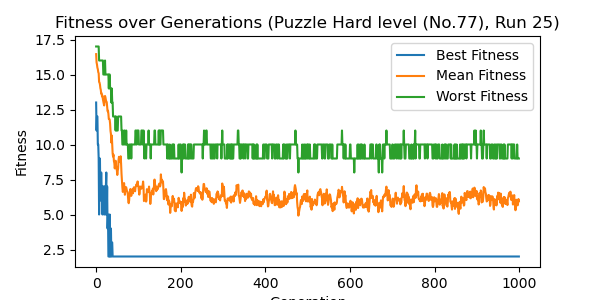 Fitness over Generations (Puzzle Hard level (No.77), Run 25)
17.5
15.0
12.5
10.0
7.5
5.0
2.5
Fitness
Best Fitness
Mean Fitness
Worst Fitness
0 200 400 600 800 1000
Generation